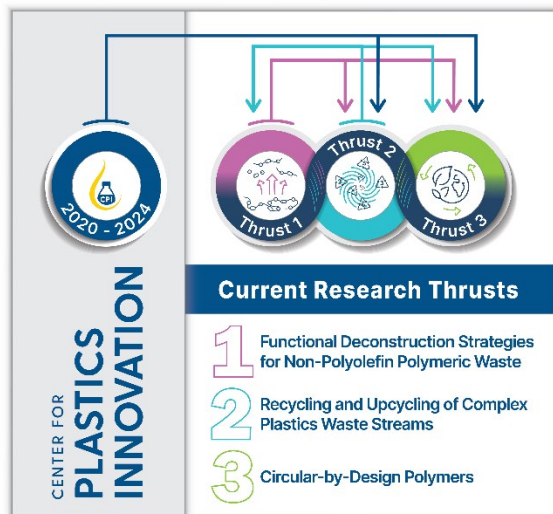 CPI
2020 - 2024
Thrust 1
Thrust 2
Thrust 3
CENTER FOR
PLASTICS
INNOVATION
Current Research Thrusts
1 Functional Deconstruction Strategies
for Non-Polyolefin Polymeric Waste
2 Recycling and Upcycling of Complex
Plastics Waste Streams
3 Circular-by-Design Polymers